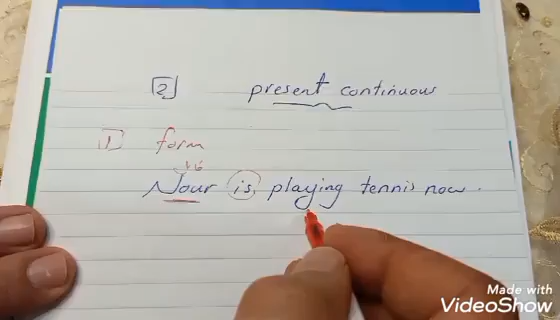 2 present continuous
1 form
Nour is playing tennis now.
Made with
VideoShow